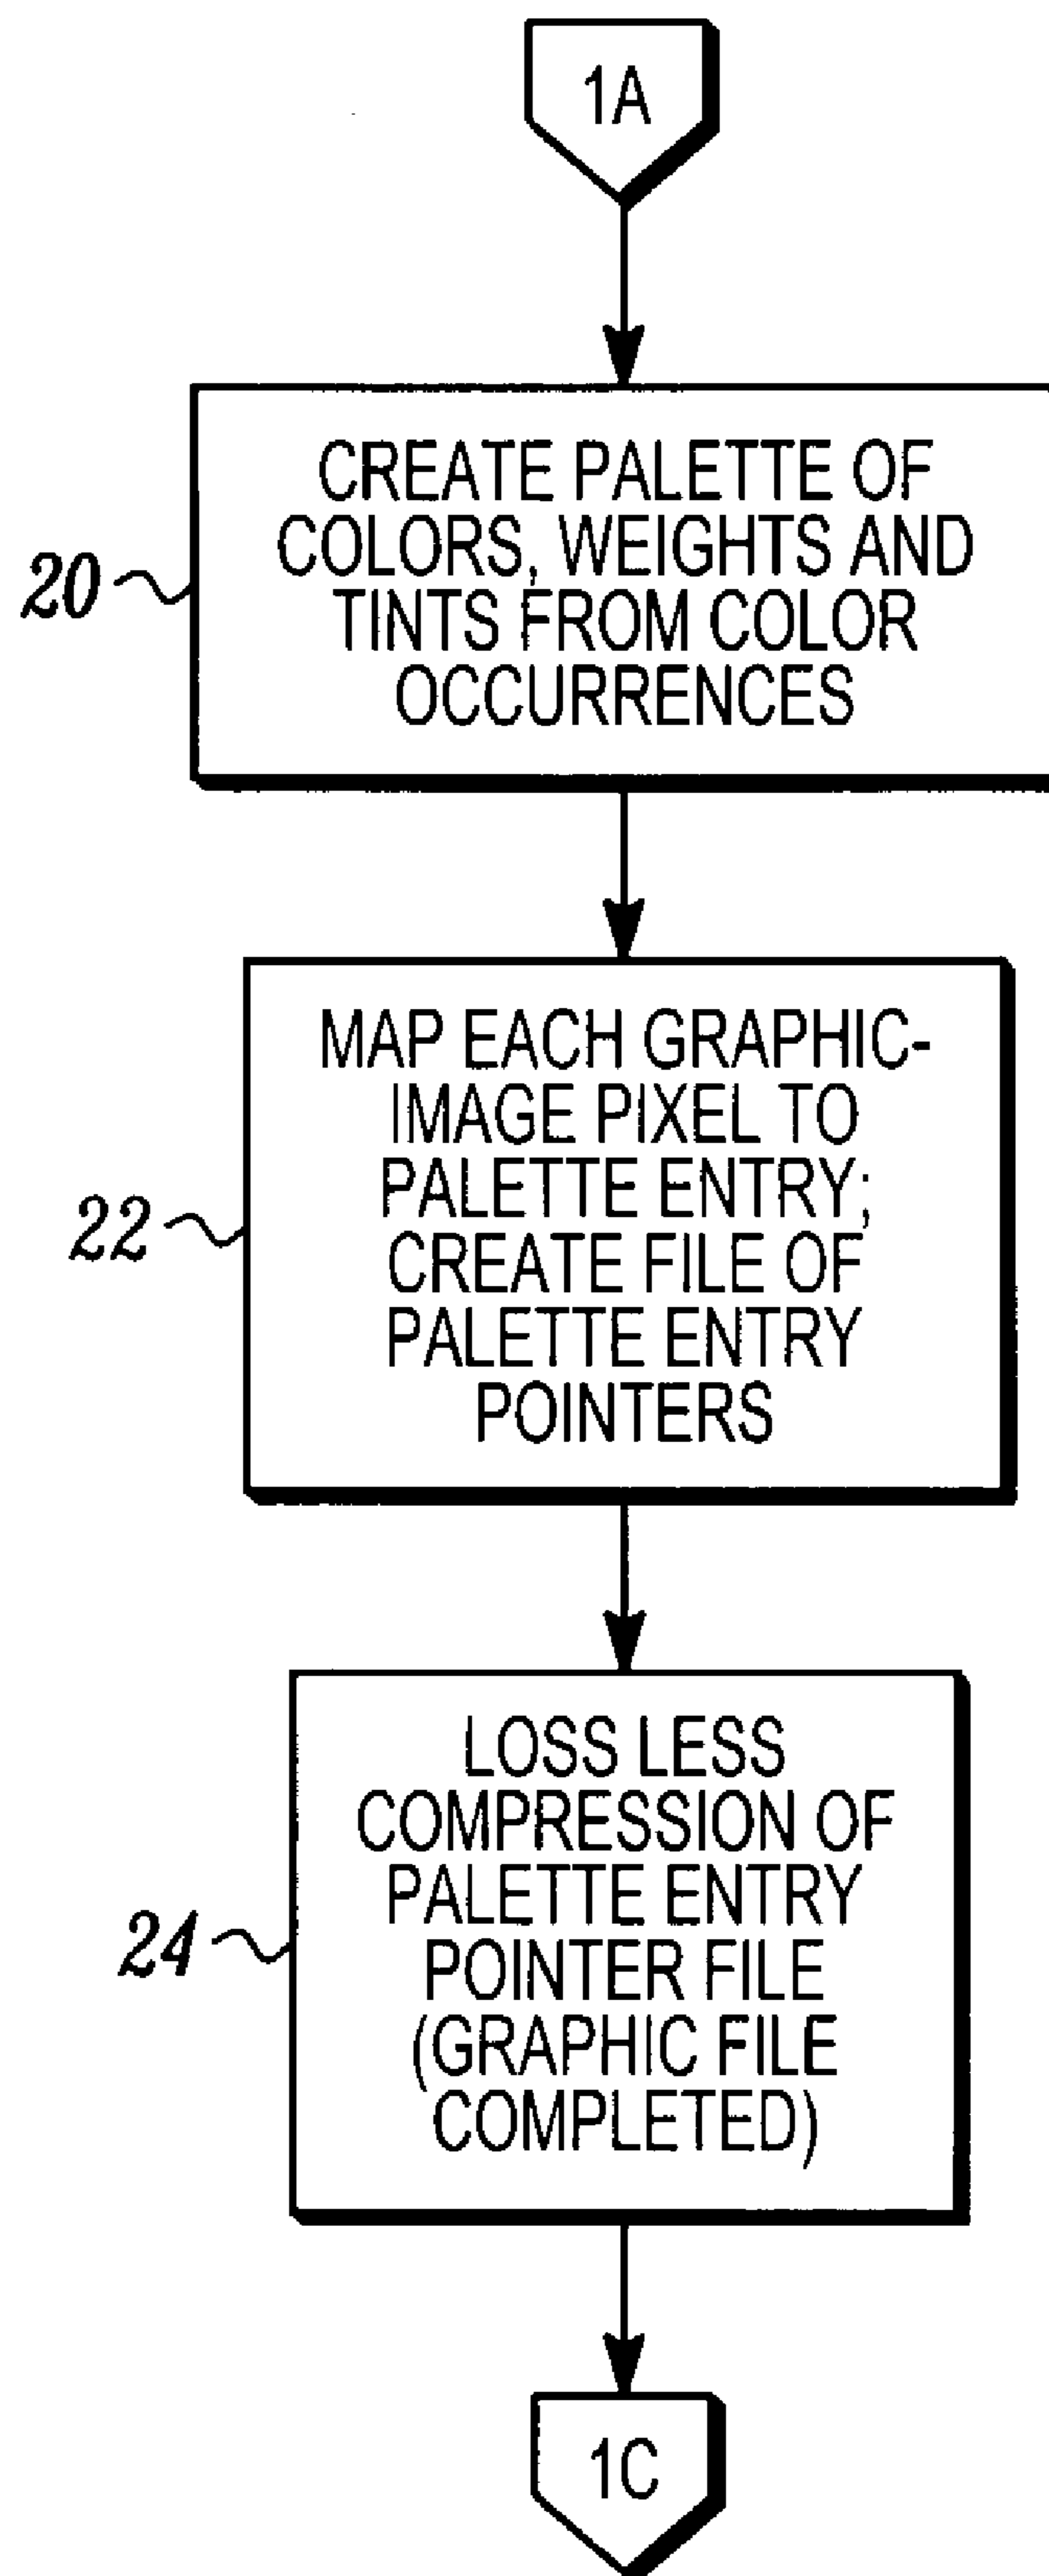 1A
CREATE PALETTE OF
COLORS, WEIGHTS AND
TINTS FROM COLOR
OCCURRENCES
20
MAP EACH GRAPHIC-
IMAGE PIXEL TO
PALETTE ENTRY;
CREATE FILE OF
PALETTE ENTRY
POINTERS
22
LOSS LESS
COMPRESSION OF
PALETTE ENTRY
POINTER FILE
(GRAPHIC FILE
COMPLETED)
24
1C